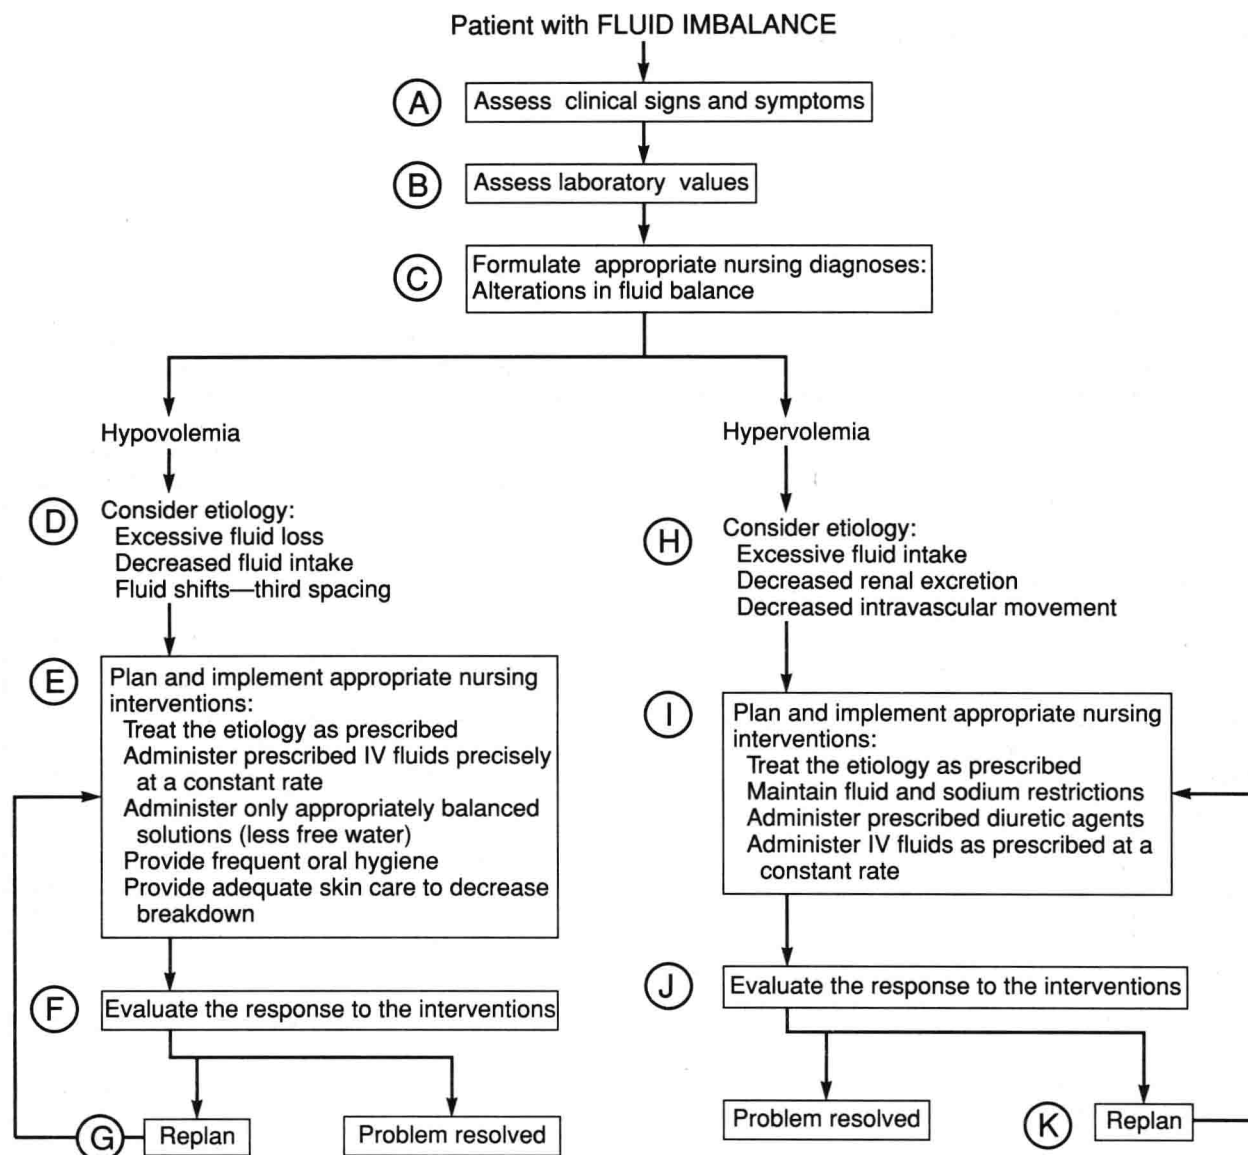 Patient with FLUID IMBALANCE
A
Assess clinical signs and symptoms
B
Assess laboratory values
C
Formulate appropriate nursing diagnoses:
Alterations in fluid balance
Hypovolemia
D
Consider etiology:
Excessive fluid loss
Decreased fluid intake
Fluid shifts—third spacing
E
Plan and implement appropriate nursing
interventions:
Treat the etiology as prescribed
Administer prescribed IV fluids precisely
at a constant rate
Administer only appropriately balanced
solutions (less free water)
Provide frequent oral hygiene
Provide adequate skin care to decrease
breakdown
F
Evaluate the response to the interventions
G
Replan
Problem resolved
Hypervolemia
H
Consider etiology:
Excessive fluid intake
Decreased renal excretion
Decreased intravascular movement
I
Plan and implement appropriate nursing
interventions:
Treat the etiology as prescribed
Maintain fluid and sodium restrictions
Administer prescribed diuretic agents
Administer IV fluids as prescribed at a
constant rate
J
Evaluate the response to the interventions
Problem resolved
K
Replan